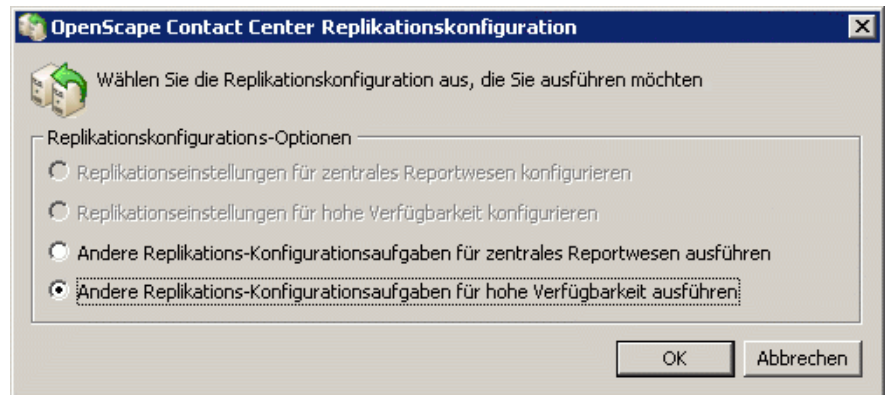 OpenScape Contact Center Replikationskonfiguration
Wählen Sie die Replikationskonfiguration aus, die Sie ausführen möchten
Replikationskonfigurations-Optionen
Replikationseinstellungen für zentrales Reportwesen konfigurieren
Replikationseinstellungen für hohe Verfügbarkeit konfigurieren
Andere Replikations-Konfigurationsaufgaben für zentrales Reportwesen ausführen
Andere Replikations-Konfigurationsaufgaben für hohe Verfügbarkeit ausführen
OK Abbrechen